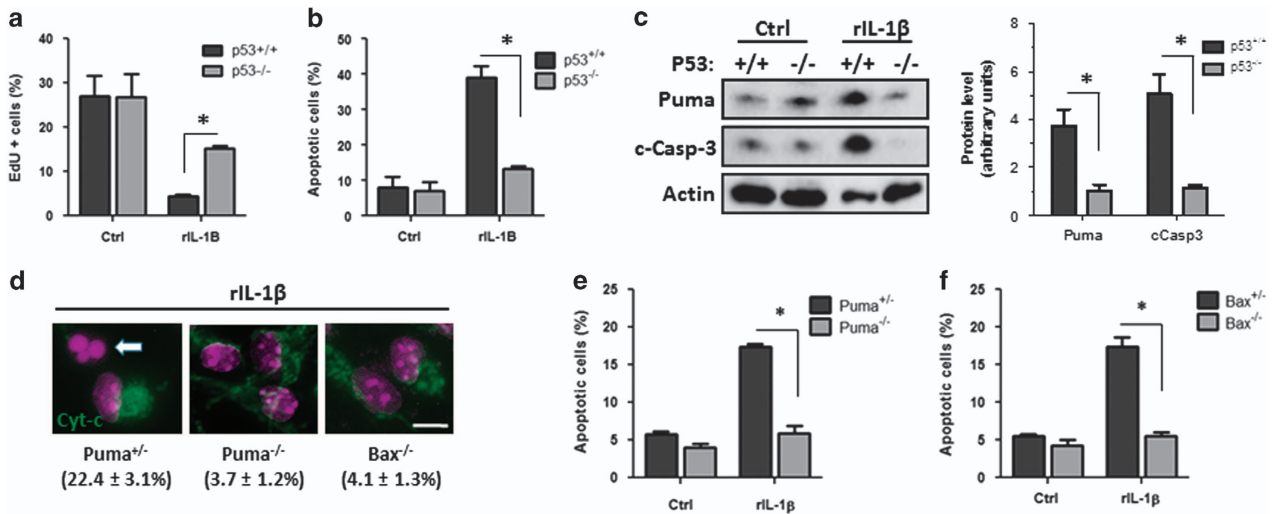 a
40
30
20
10
0
EdU + cells (%)
p53+/+
p53-/-
*
Ctrl
rIL-1B
b
50
40
30
20
10
0
Apoptotic cells (%)
p53+/+
p53-/-
*
Ctrl
rIL-1B
c
Ctrl
rIL-1β
P53: +/+ -/- +/+ -/-
Puma
c-Casp-3
Actin
8
6
4
2
0
Protein level
(arbitrary units)
p53+/+
p53-/-
*
*
Puma
cCasp3
d
rIL-1β
Cyt-c
Puma+/-
(22.4 ± 3.1%)
Puma-/-
(3.7 ± 1.2%)
Bax-/-
(4.1 ± 1.3%)
e
25
20
15
10
5
0
Apoptotic cells (%)
Puma+/-
Puma-/-
*
Ctrl
rIL-1β
f
25
20
15
10
5
0
Apoptotic cells (%)
Bax+/-
Bax-/-
*
Ctrl
rIL-1β